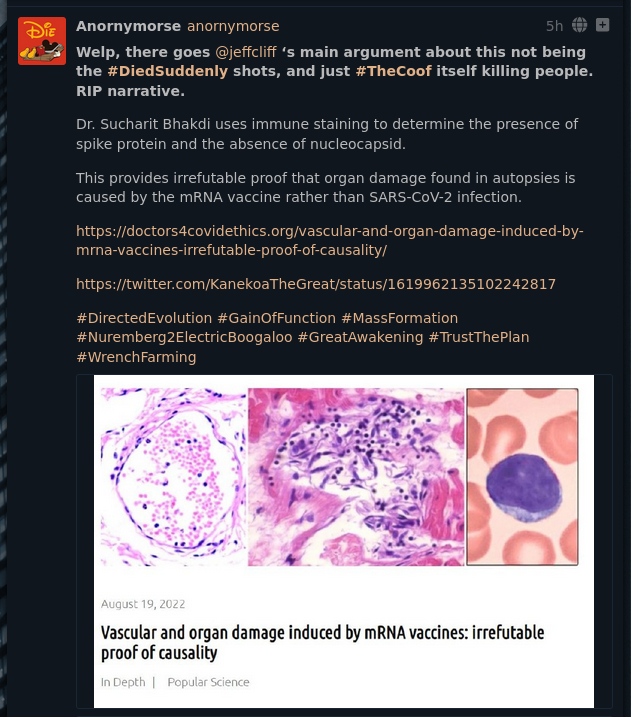 DiE
Anornymorse anornymorse
5h
Welp, there goes @jeffcliff ‘s main argument about this not being
the #DiedSuddenly shots, and just #TheCoof itself killing people.
RIP narrative.
Dr. Sucharit Bhakdi uses immune staining to determine the presence of
spike protein and the absence of nucleocapsid.
This provides irrefutable proof that organ damage found in autopsies is
caused by the mRNA vaccine rather than SARS-CoV-2 infection.
https://doctors4covidethics.org/vascular-and-organ-damage-induced-by-
mrna-vaccines-irrefutable-proof-of-causality/
https://twitter.com/KanekoaTheGreat/status/1619962135102242817
#DirectedEvolution #GainOfFunction #MassFormation
#Nuremberg2ElectricBoogaloo #GreatAwakening #TrustThePlan
#WrenchFarming
August 19, 2022
Vascular and organ damage induced by mRNA vaccines: irrefutable
proof of causality
In Depth | Popular Science